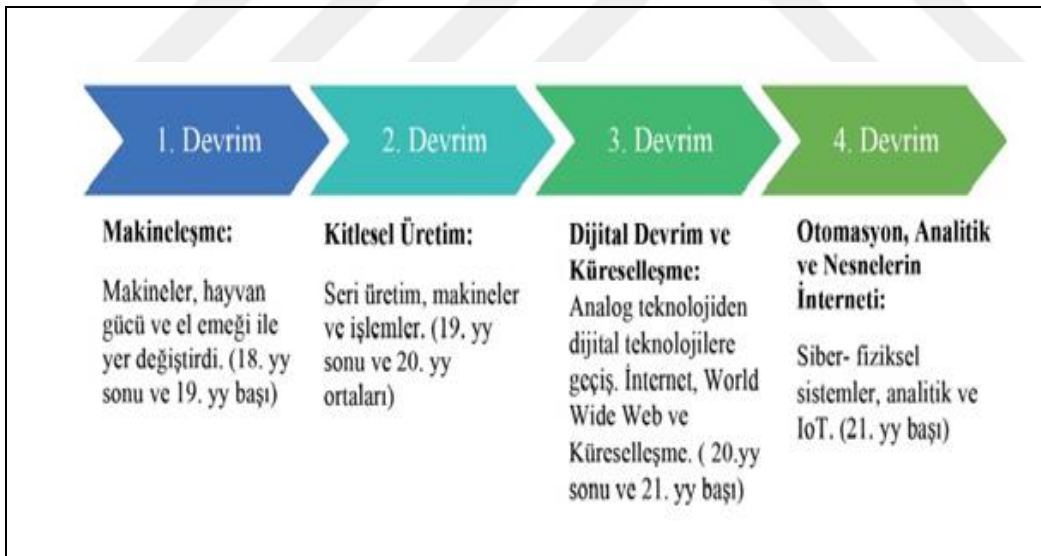 1. Devrim
2. Devrim
3. Devrim
4. Devrim
Makineleşme:
Makineler, hayvan
gücü ve el emeği ile
yer değiştirdi. (18. yy
sonu ve 19. yy başı)
Kitlesel Üretim:
Seri üretim, makineler
ve işlemler. (19. yy
sonu ve 20. yy
ortaları)
Dijital Devrim ve
Küreselleşme:
Analog teknolojiden
dijital teknolojilere
geçiş. İnternet, World
Wide Web ve
Küreselleşme. ( 20.yy
sonu ve 21. yy başı)
Otomasyon, Analitik
ve Nesnelerin
İnterneti:
Siber- fiziksel
sistemler, analitik ve
IoT. (21. yy başı)